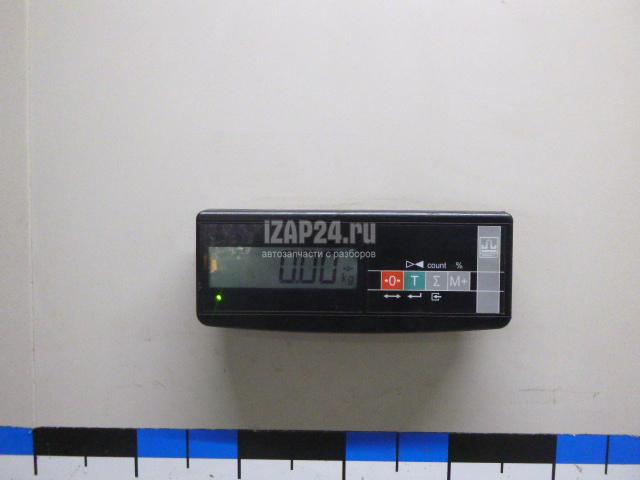 iZAP24.ru
автозапчасти с разборов
0.00 kg
count %
-0- T Σ M+